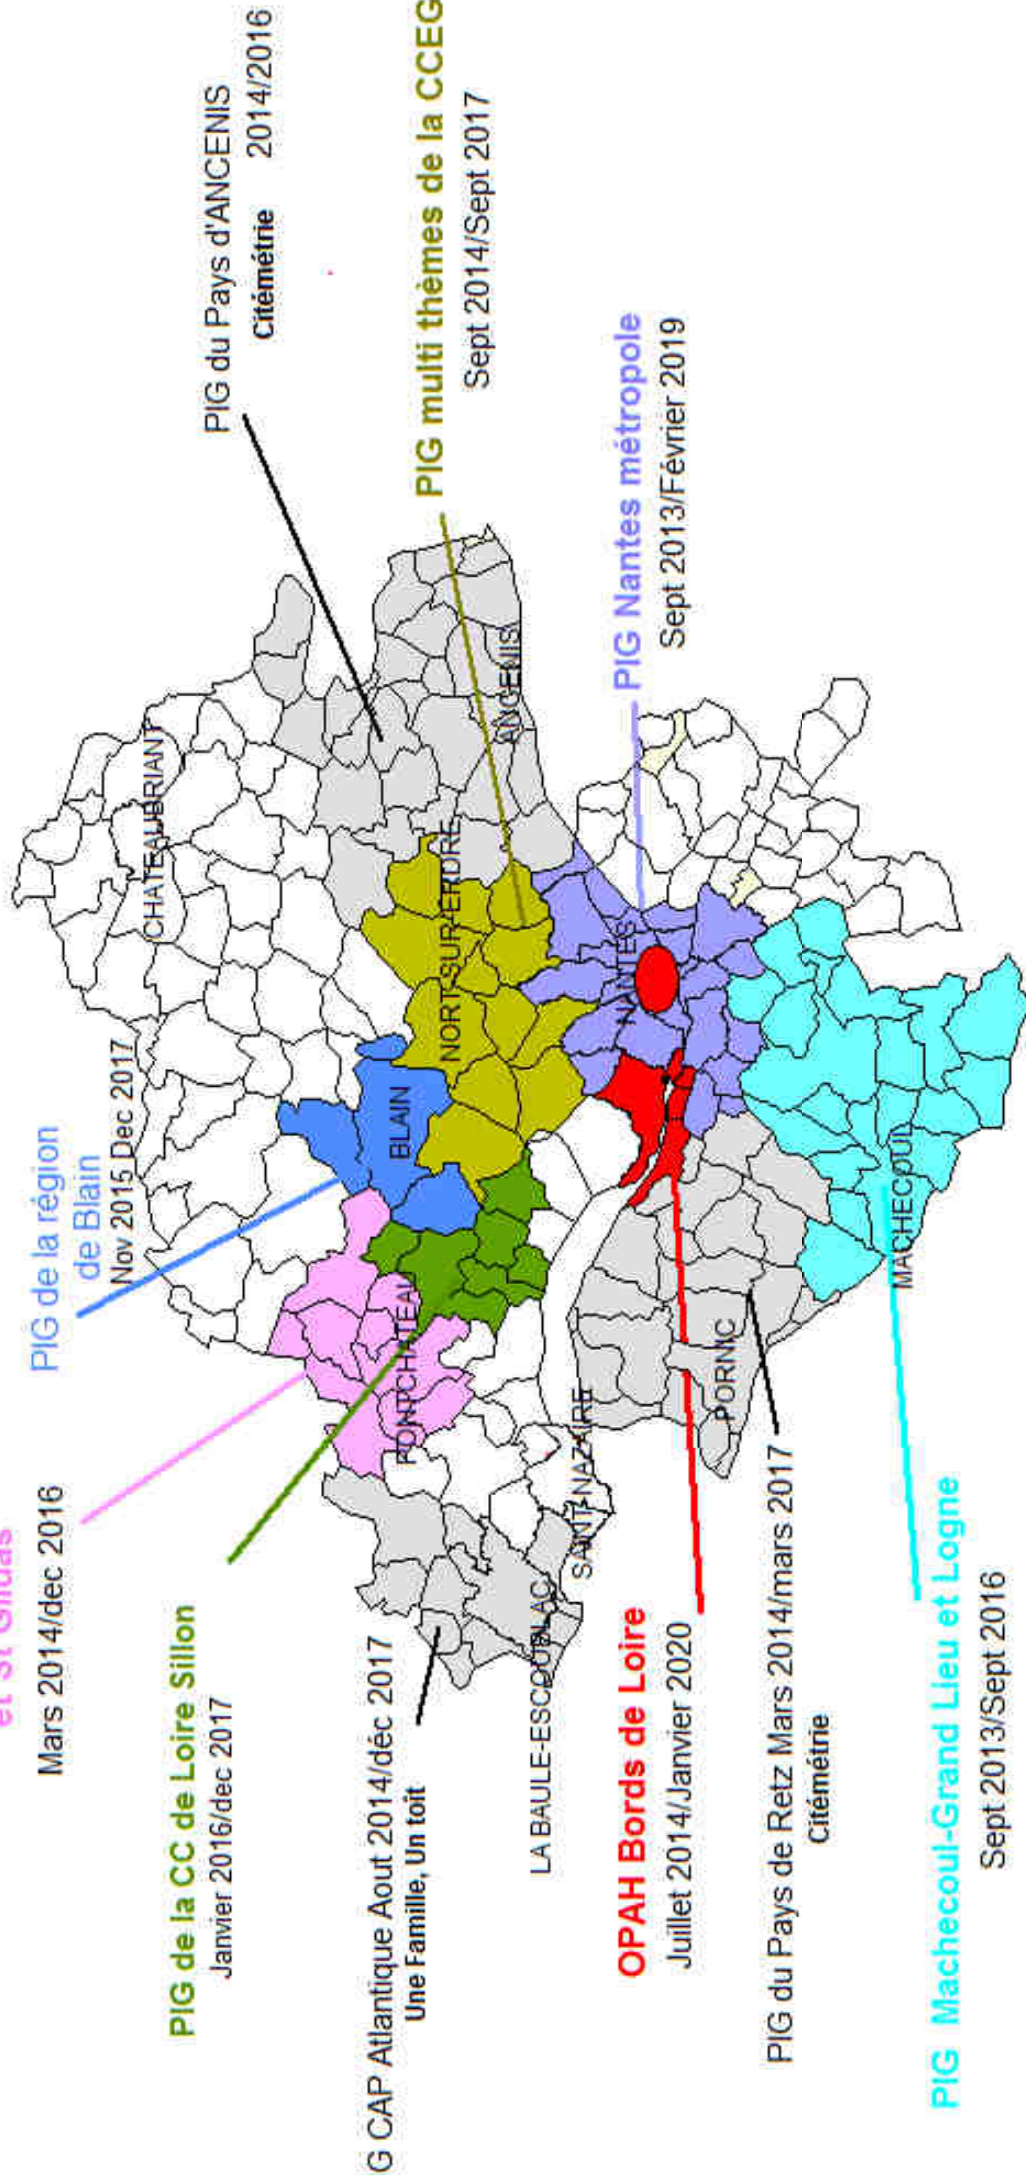 et St Gildas
Mars 2014/dec 2016
PIG de la région
de Blain
Nov 2015 Dec 2017
CHATEAUBRIANT
PIG de la CC de Loire Sillon
Janvier 2016/dec 2017
PIG du Pays d'ANCENIS
Citémétrie 2014/2016
G CAP Atlantique Aout 2014/déc 2017
Une Famille, Un toit
PONTCHATEAU
BLAIN
NORT-SUR-ERDRE
PIG multi thèmes de la CCEG
Sept 2014/Sept 2017
ANCENIS
LA BAULE-ESCOUBLAC
SAINT-NAZAIRE
NANTES
PIG Nantes métropole
Sept 2013/Février 2019
OPAH Bords de Loire
Juillet 2014/Janvier 2020
PORNIC
PIG du Pays de Retz Mars 2014/mars 2017
Citémétrie
MACHECOUL
PIG Machecoul-Grand Lieu et Logne
Sept 2013/Sept 2016